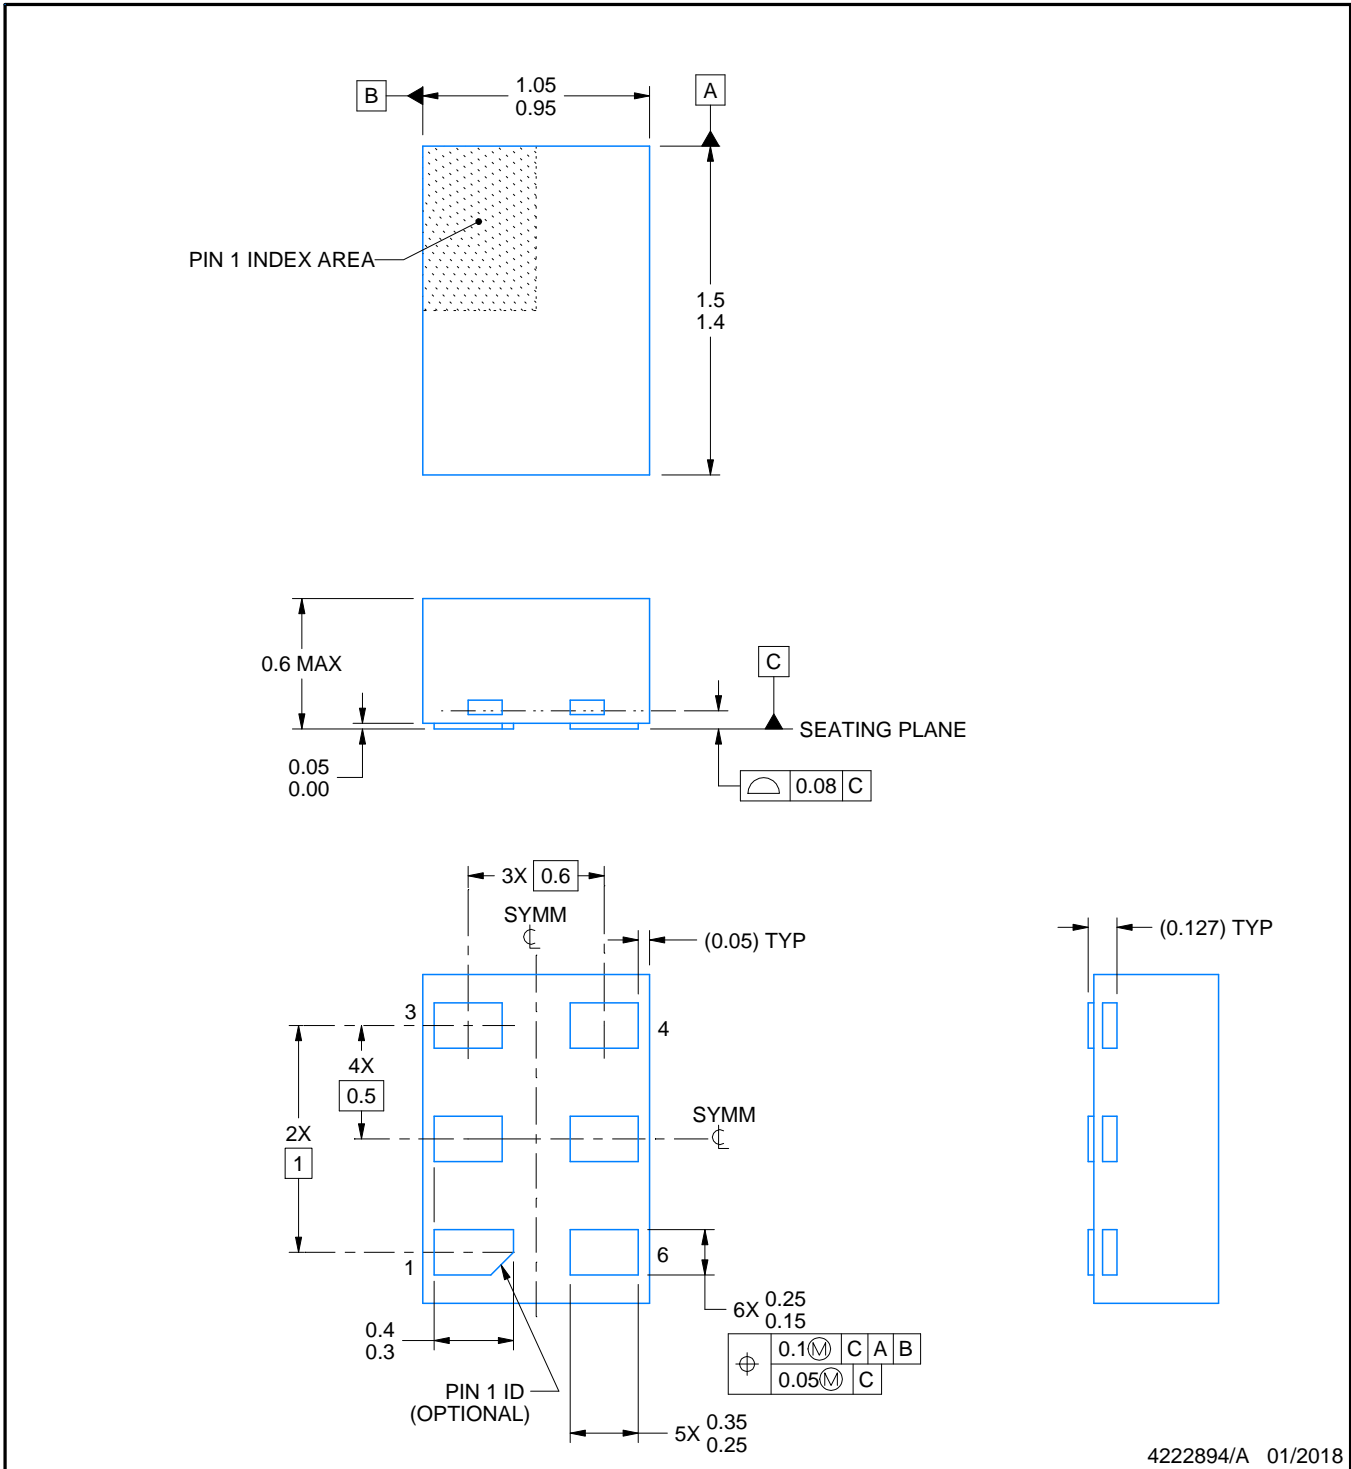 B
1.05
0.95
A
PIN 1 INDEX AREA
1.5
1.4
0.6 MAX
C
SEATING PLANE
0.05
0.00
0.08 C
3X 0.6
SYMM
(0.05) TYP
(0.127) TYP
3
4
4X
0.5
SYMM
2X
1
1
6
6X 0.25
0.15
0.4
0.3
0.1Ⓜ C A B
0.05Ⓜ C
PIN 1 ID
(OPTIONAL)
5X 0.35
0.25
4222894/A 01/2018